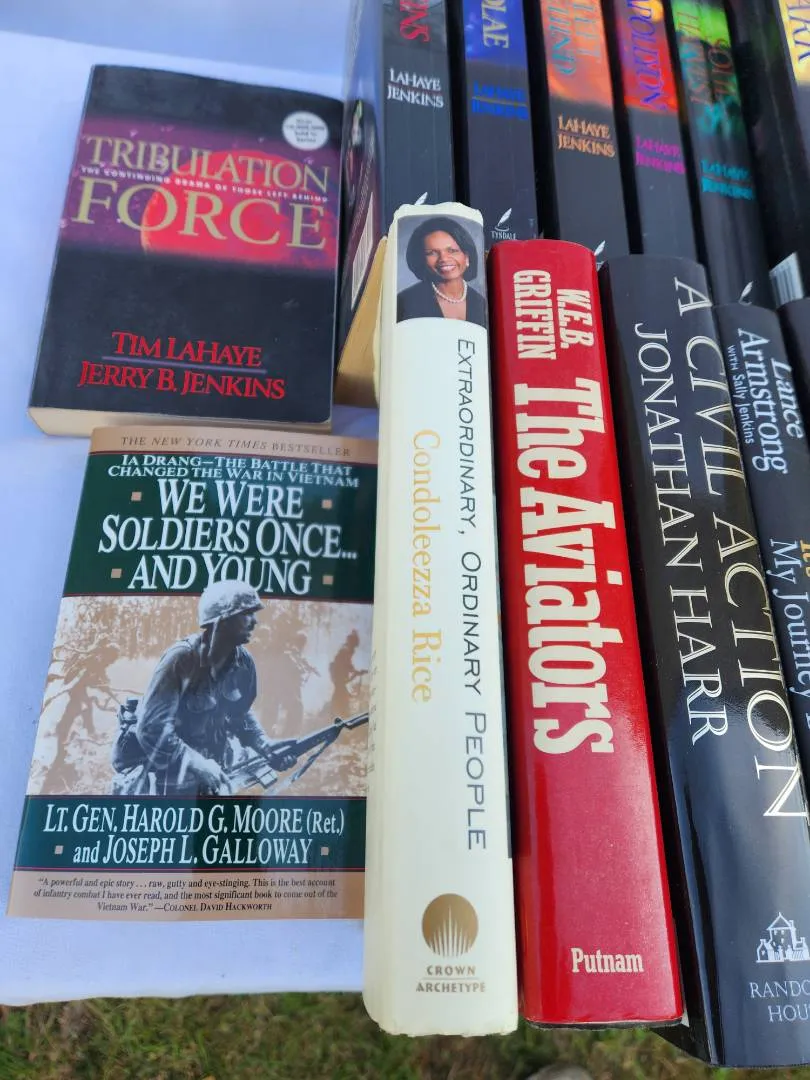 TRIBULATION
THE CONTINUING DRAMA OF THOSE LEFT BEHIND
FORCE
TIM LAHAYE
JERRY B. JENKINS
THE NEW YORK TIMES BESTSELLER
IA DRANG—THE BATTLE THAT
CHANGED THE WAR IN VIETNAM
WE WERE
SOLDIERS ONCE...
AND YOUNG
LT. GEN. HAROLD G. MOORE (Ret.)
and JOSEPH L. GALLOWAY
"A powerful and epic story . . . raw, gutty and eye-stinging. This is the best account
of infantry combat I have ever read, and the most significant book to come out of the
Vietnam War." —COLONEL DAVID HACKWORTH
LAHAYE
JENKINS
OLAE
LAHAYE
JENKINS
TYNDALE
LAHAYE
JENKINS
APOLLYON
LAHAYE
JENKINS
LAHAYE
JENKINS
EXTRAORDINARY, ORDINARY PEOPLE
Condoleezza Rice
CROWN
ARCHETYPE
W.E.B.
GRIFFIN
The Aviators
Putnam
A CIVIL ACTION
JONATHAN HARR
RANDO
HOU
Lance
Armstrong
WITH Sally Jenkins
My Journey